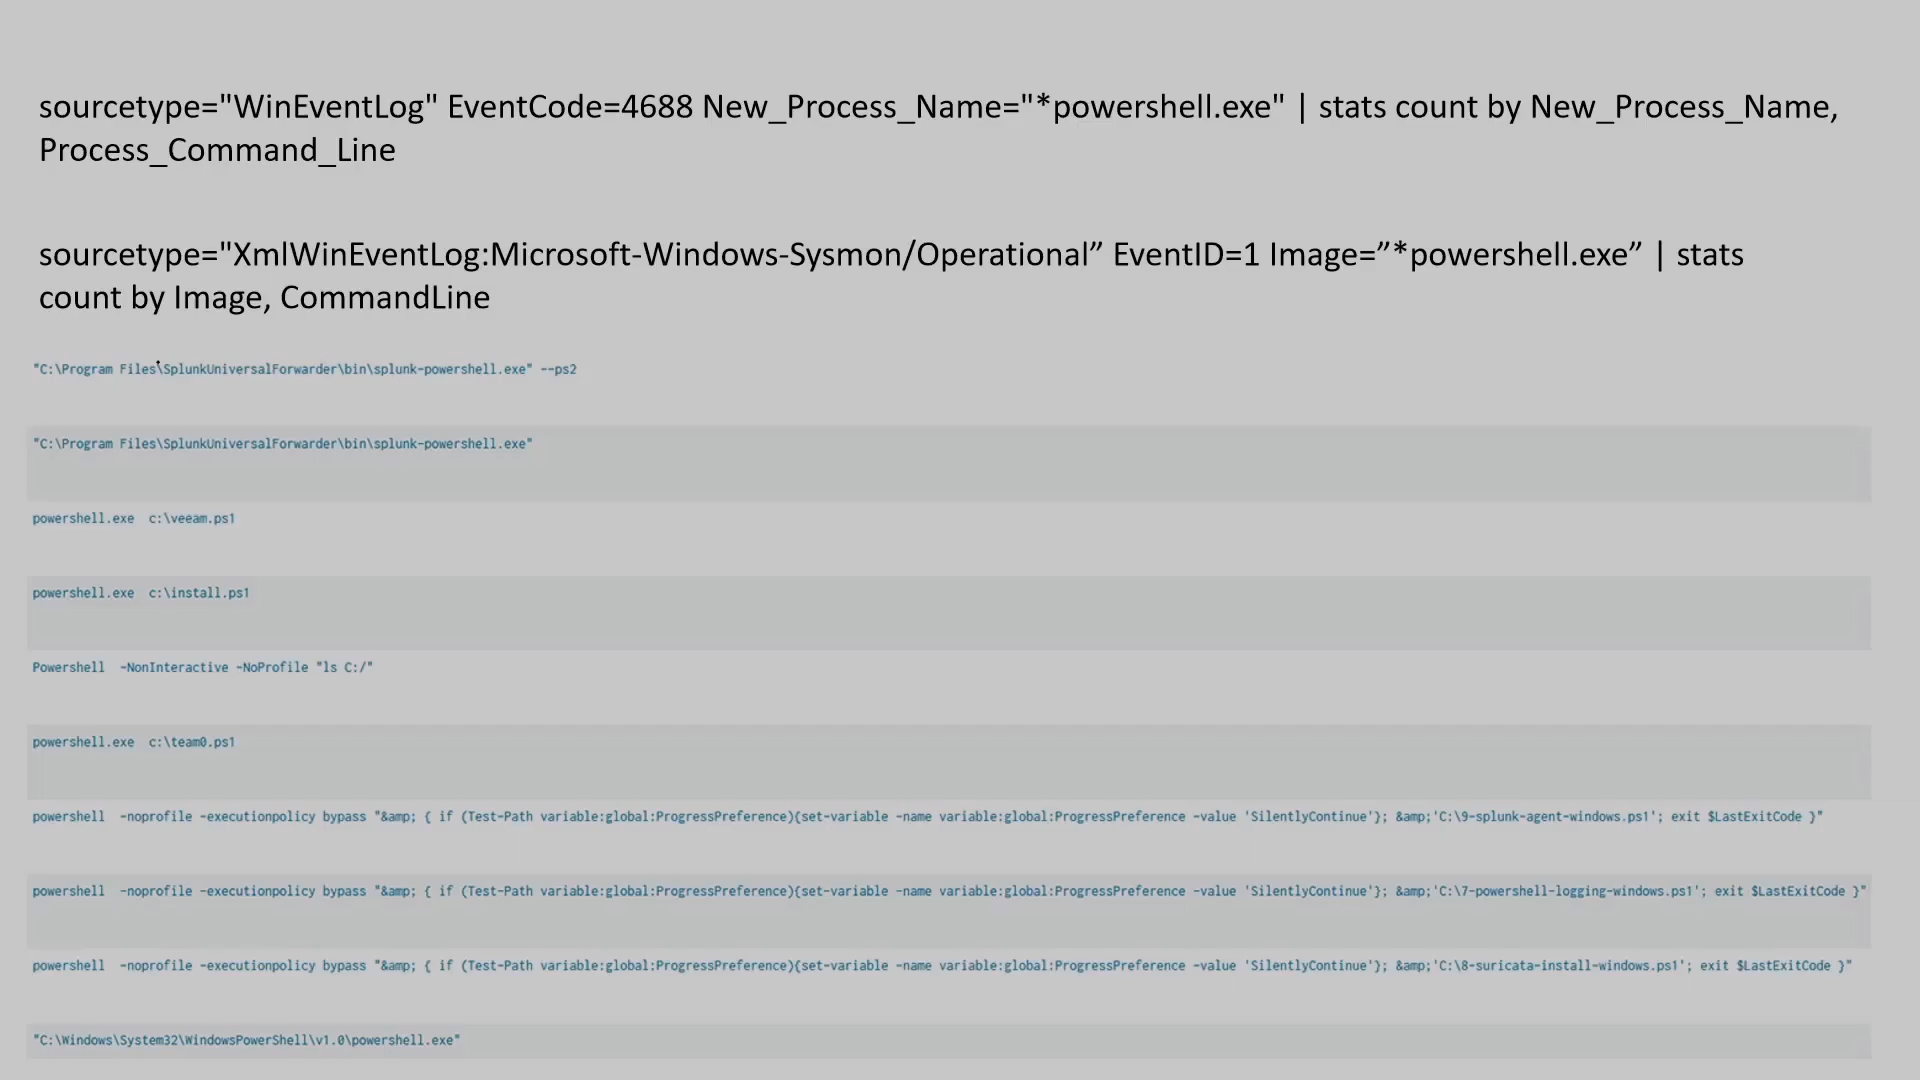 sourcetype="WinEventLog" EventCode=4688 New_Process_Name="*powershell.exe" | stats count by New_Process_Name,
Process_Command_Line
sourcetype="XmlWinEventLog:Microsoft-Windows-Sysmon/Operational” EventID=1 Image=”*powershell.exe” | stats
count by Image, CommandLine
"C:\Program Files\SplunkUniversalForwarder\bin\splunk-powershell.exe" --ps2
"C:\Program Files\SplunkUniversalForwarder\bin\splunk-powershell.exe"
powershell.exe  c:\veeam.ps1
powershell.exe  c:\install.ps1
Powershell  -NonInteractive -NoProfile "ls C:/"
powershell.exe  c:\team0.ps1
powershell  -noprofile -executionpolicy bypass "&amp; { if (Test-Path variable:global:ProgressPreference){set-variable -name variable:global:ProgressPreference -value 'SilentlyContinue'}; &amp;'C:\9-splunk-agent-windows.ps1'; exit $LastExitCode }"
powershell  -noprofile -executionpolicy bypass "&amp; { if (Test-Path variable:global:ProgressPreference){set-variable -name variable:global:ProgressPreference -value 'SilentlyContinue'}; &amp;'C:\7-powershell-logging-windows.ps1'; exit $LastExitCode }"
powershell  -noprofile -executionpolicy bypass "&amp; { if (Test-Path variable:global:ProgressPreference){set-variable -name variable:global:ProgressPreference -value 'SilentlyContinue'}; &amp;'C:\8-suricata-install-windows.ps1'; exit $LastExitCode }"
"C:\Windows\System32\WindowsPowerShell\v1.0\powershell.exe"